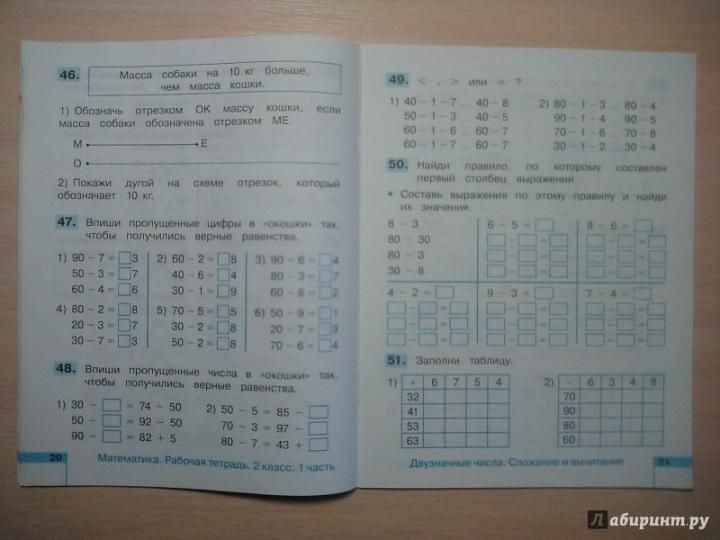 46. Масса собаки на 10 кг больше,
чем масса кошки.
1) Обозначь отрезком OK массу кошки, если
масса собаки обозначена отрезком ME.
M E
O
2) Покажи дугой на схеме отрезок, который
обозначает 10 кг.
47. Впиши пропущенные цифры в «окошки» так,
чтобы получились верные равенства.
1) 90 − 7 = □3 2) 60 − 2 = □8 3) 90 − 6 = □4
50 − 3 = □7 40 − 6 = □4 80 − 3 = □7
60 − 4 = □6 30 − 1 = □9 60 − 8 = □2
4) 80 − 2 = □8 5) 70 − 5 = □5 6) 50 − 9 = □1
20 − 3 = □7 30 − 2 = □8 20 − 7 = □3
30 − 7 = □3 50 − 2 = □8 70 − 6 = □4
48. Впиши пропущенные числа в «окошки» так,
чтобы получились верные равенства.
1) 30 − □ = 74 − 50 2) 50 − 5 = 85 − □
50 − □ = 92 − 50 70 − 3 = 97 − □
90 − □ = 82 + 5 80 − 7 = 43 + □
20 Математика. Рабочая тетрадь. 2 класс. 1 часть
49. < , > или = ?
1) 40 − 1 − 7 ... 40 − 8 2) 80 − 1 − 3 ... 80 − 4
50 − 1 − 3 ... 40 − 5 90 − 1 − 4 ... 90 − 5
60 − 1 − 6 ... 60 − 7 70 − 1 − 6 ... 70 − 8
60 − 1 − 7 ... 60 − 7 30 − 1 − 2 ... 30 − 4
50. Найди правило, по которому составлен
первый столбец выражений.
• Составь выражения по этому правилу и найди
их значения.
8 − 3 6 − 5 = □ 8 − 6 = □
80 − 30 □ − □ = □ □ − □ = □
80 − 3 □ − □ = □ □ − □ = □
30 − 8 □ − □ = □ □ − □ = □
4 − 2 = □ 9 − 3 = □ 7 − 4 = □
□ − □ = □ □ − □ = □ □ − □ = □
□ − □ = □ □ − □ = □ □ − □ = □
□ − □ = □ □ − □ = □ □ − □ = □
51. Заполни таблицу.
1) + 6 7 5 4 2) − 6 3 4 8
32 70
41 90
53 80
63 60
Двузначные числа. Сложение и вычитание 21
Лабиринт.ру